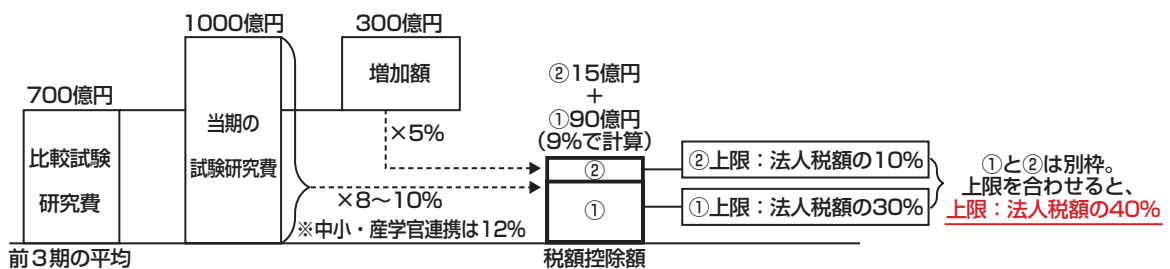 1000億円
300億円
700億円
増加額
当期の
試験研究費
比較試験
研究費
×5%
×8〜10%
※中小・産学官連携は12%
②15億円
+
①90億円
(9%で計算)
②
①
②上限：法人税額の10%
①上限：法人税額の30%
①と②は別枠。
上限を合わせると、
上限：法人税額の40%
前3期の平均
税額控除額